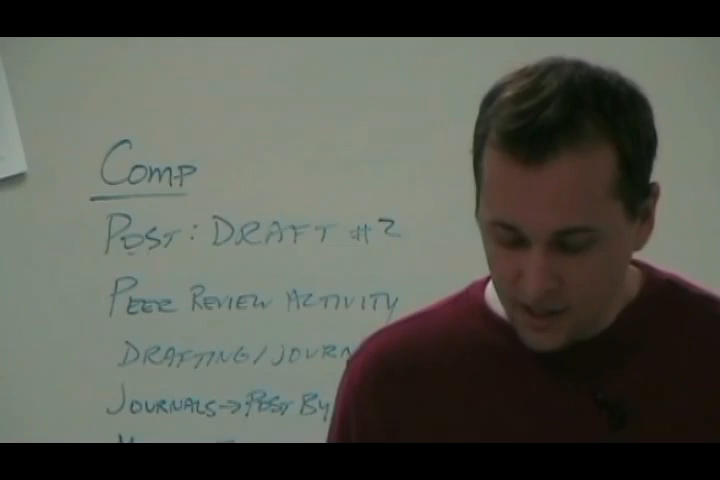 Comp
POST: DRAFT #2
PEER REVIEW ACTIVITY
DRAFTING/JOURN
JOURNALS→POST BY